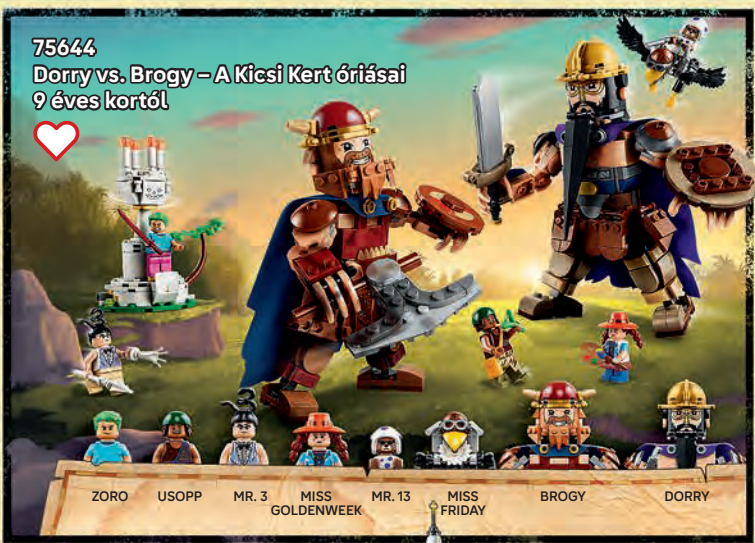 75644
Dorry vs. Brogy – A Kicsi Kert óriásai
9 éves kortól
ZORO
USOPP
MR. 3
MISS
GOLDENWEEK
MR. 13
MISS
FRIDAY
BROGY
DORRY